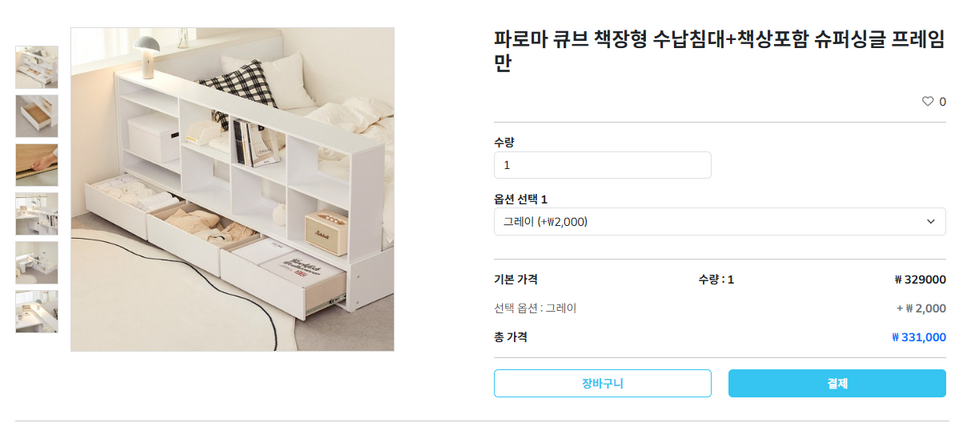 파로마 큐브 책장형 수납침대+책상포함 슈퍼싱글 프레임
만
0
수량
1
옵션 선택 1
그레이 (+₩2,000)
기본 가격 수량 : 1 ₩ 329000
선택 옵션 : 그레이 + ₩ 2,000
총 가격 ₩ 331,000
장바구니 결제